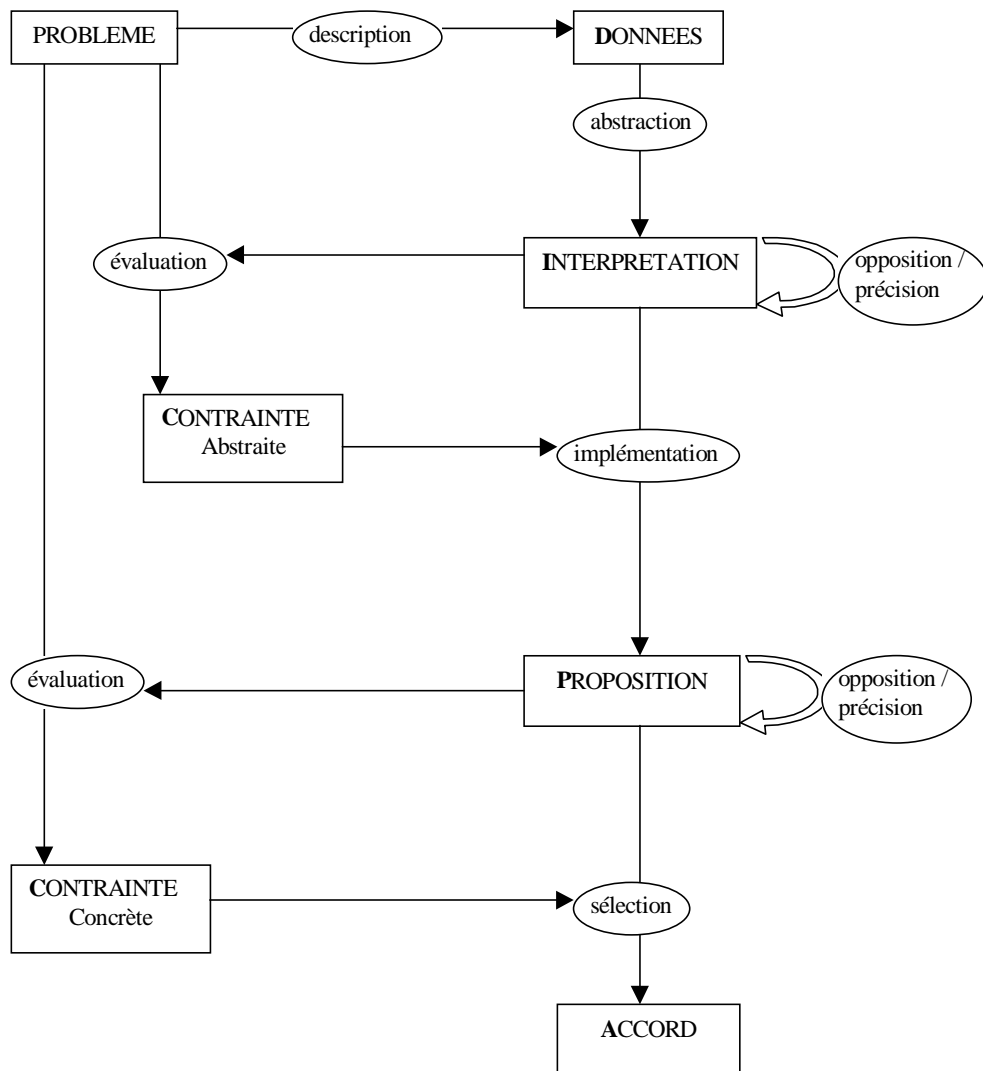 PROBLEME
description
DONNEES
abstraction
évaluation
INTERPRETATION
opposition /
précision
CONTRAINTE
Abstraite
implémentation
évaluation
PROPOSITION
opposition /
précision
CONTRAINTE
Concrète
sélection
ACCORD